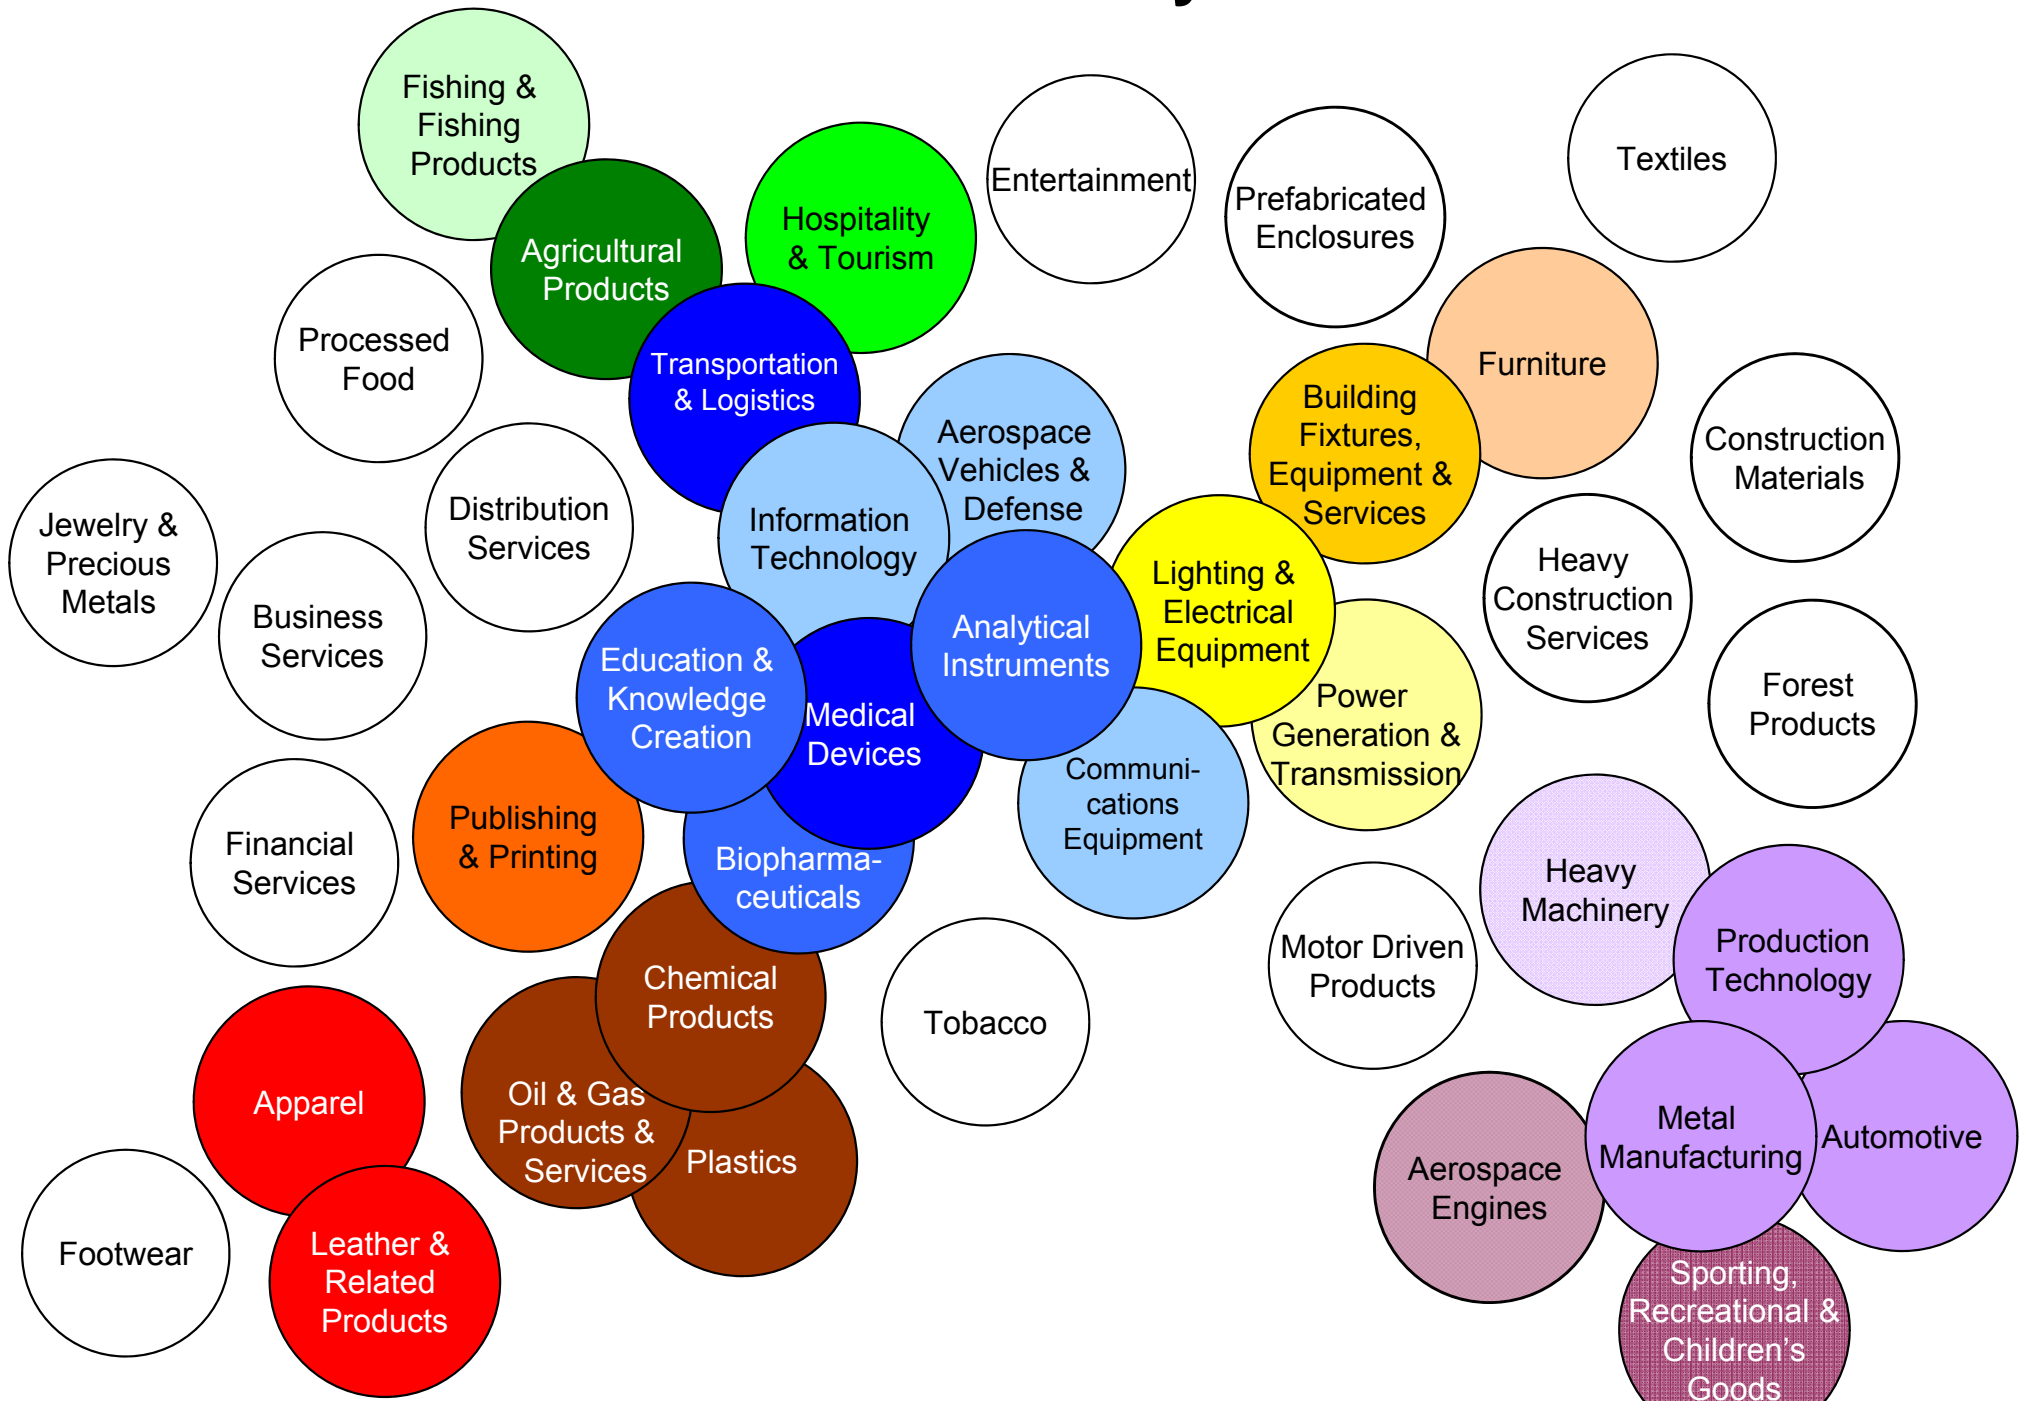 Fishing &
Fishing
Products
Entertainment
Textiles
Prefabricated
Enclosures
Hospitality
& Tourism
Agricultural
Products
Processed
Food
Transportation
& Logistics
Furniture
Building
Fixtures,
Equipment &
Services
Aerospace
Vehicles &
Defense
Construction
Materials
Distribution
Services
Information
Technology
Jewelry &
Precious
Metals
Business
Services
Lighting &
Electrical
Equipment
Heavy
Construction
Services
Analytical
Instruments
Education &
Knowledge
Creation
Medical
Devices
Power
Generation &
Transmission
Forest
Products
Communi-
cations
Equipment
Publishing
& Printing
Financial
Services
Biopharma-
ceuticals
Heavy
Machinery
Production
Technology
Motor Driven
Products
Chemical
Products
Tobacco
Apparel
Oil & Gas
Products &
Services
Plastics
Metal
Manufacturing
Automotive
Aerospace
Engines
Footwear
Leather &
Related
Products
Sporting,
Recreational &
Children's
Goods